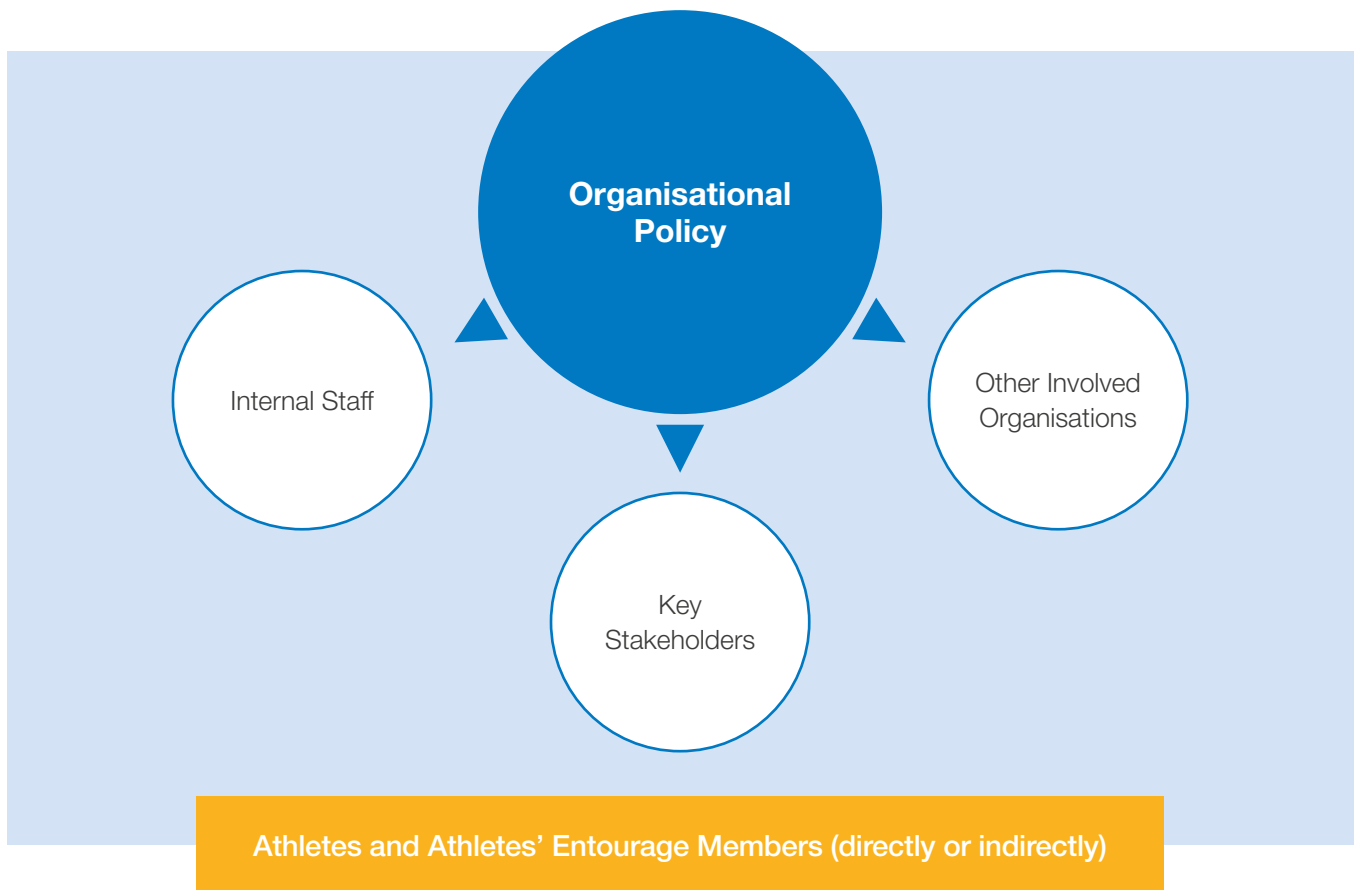 Organisational
Policy
Internal Staff
Other Involved
Organisations
Key
Stakeholders
Athletes and Athletes’ Entourage Members (directly or indirectly)